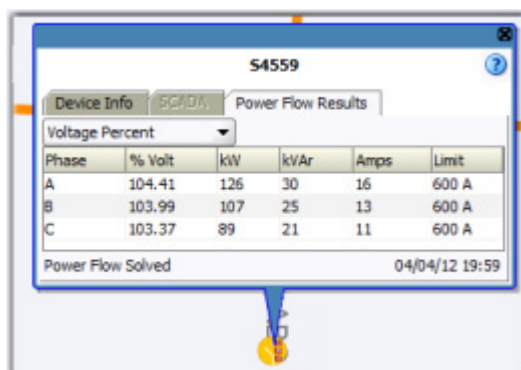 S4559
Device Info SCADA Power Flow Results
Voltage Percent
Phase % Volt kW kVAr Amps Limit
A 104.41 126 30 16 600 A
B 103.99 107 25 13 600 A
C 103.37 89 21 11 600 A
Power Flow Solved 04/04/12 19:59